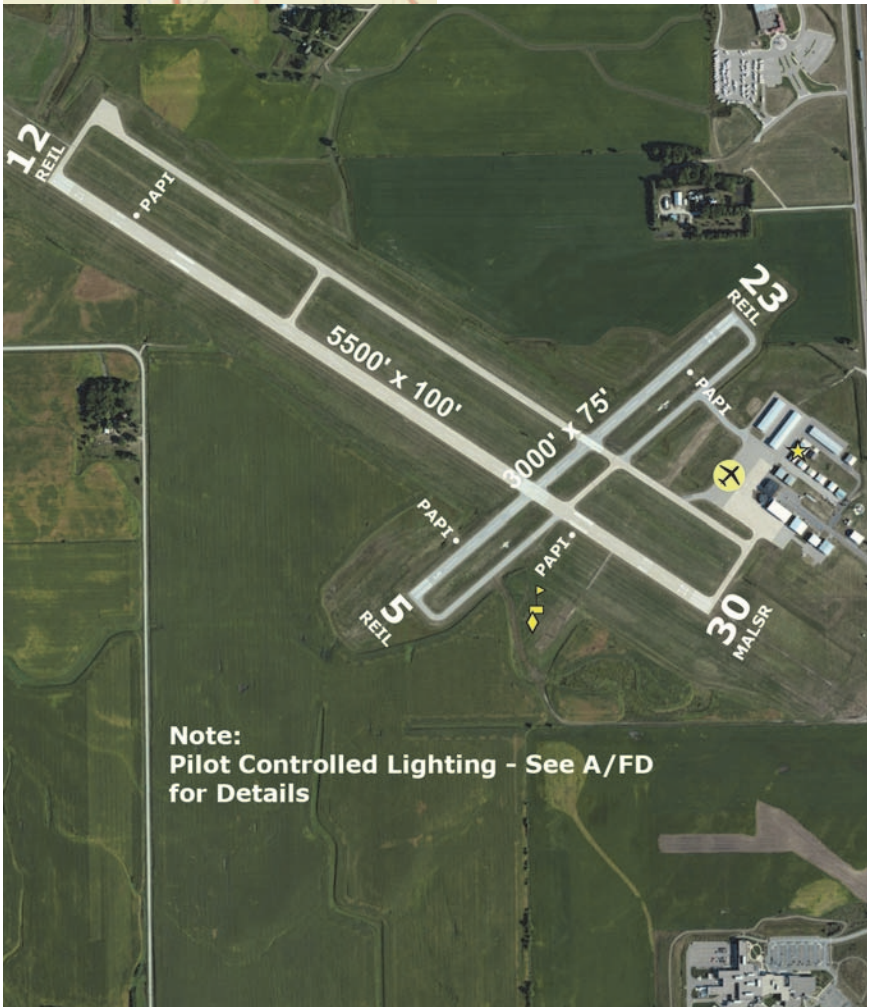 12
REIL
PAPI
23
REIL
5500' x 100'
3000' x 75'
PAPI
PAPI
PAPI
5
REIL
30
MALSR
Note:
Pilot Controlled Lighting - See A/FD
for Details